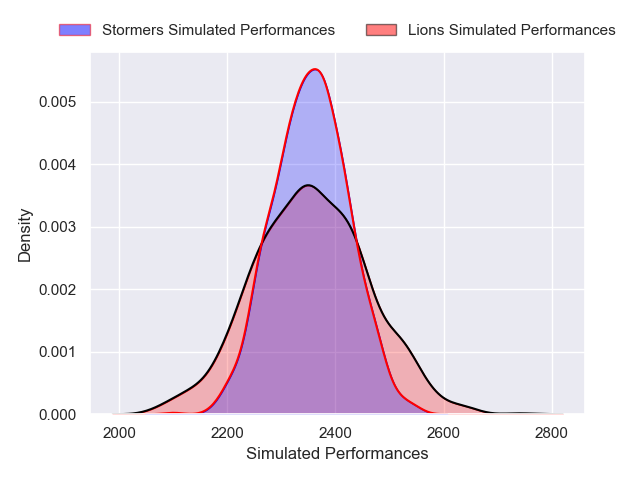 Stormers Simulated Performances
Lions Simulated Performances
0.005
0.004
0.003
0.002
0.001
0.000
Density
2000 2200 2400 2600 2800
Simulated Performances